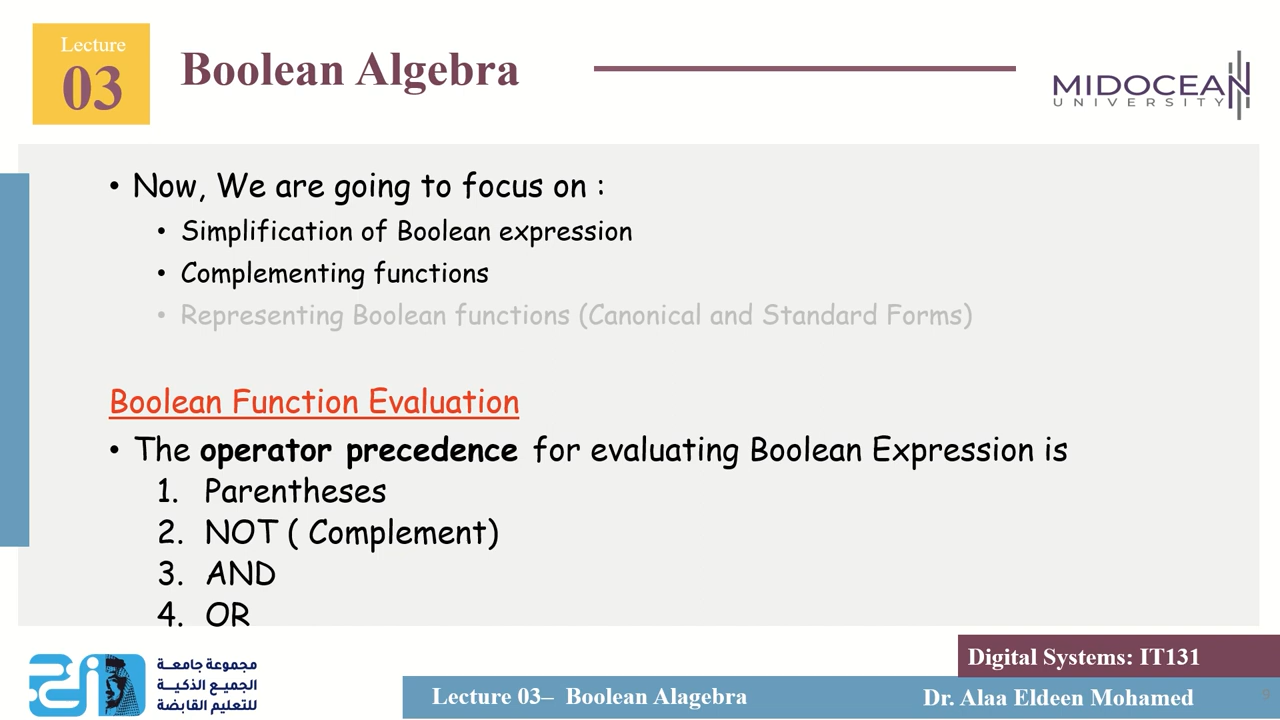 Lecture
03
Boolean Algebra
MIDOCEAN
UNIVERSITY
• Now, We are going to focus on :
• Simplification of Boolean expression
• Complementing functions
• Representing Boolean functions (Canonical and Standard Forms)
Boolean Function Evaluation
• The operator precedence for evaluating Boolean Expression is
1. Parentheses
2. NOT ( Complement)
3. AND
4. OR
مجموعة جامعة
الجميع الذكية
للتعليم القابضة
Digital Systems: IT131
Lecture 03– Boolean Alagebra
Dr. Alaa Eldeen Mohamed
9